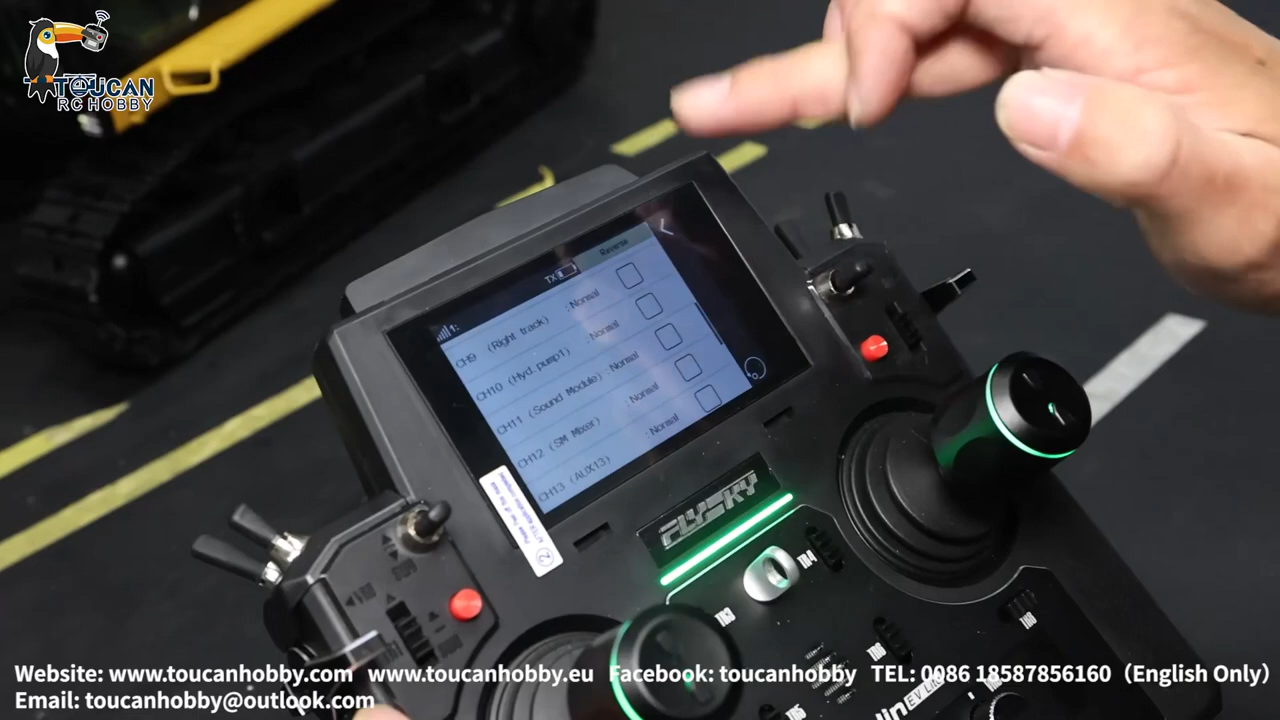 TOUCAN
RC HOBBY
Reverse
TX
1:
CH9 (Right track) : Normal
CH10 (Hyd.pump1) : Normal
CH11 (Sound Module) : Normal
CH12 (SM Mixer) : Normal
CH13 (AUX13) : Normal
②
FLYSKY
Website: www.toucanhobby.com www.toucanhobby.eu Facebook: toucanhobby TEL: 0086 18587856160（English Only)
Email: toucanhobby@outlook.com